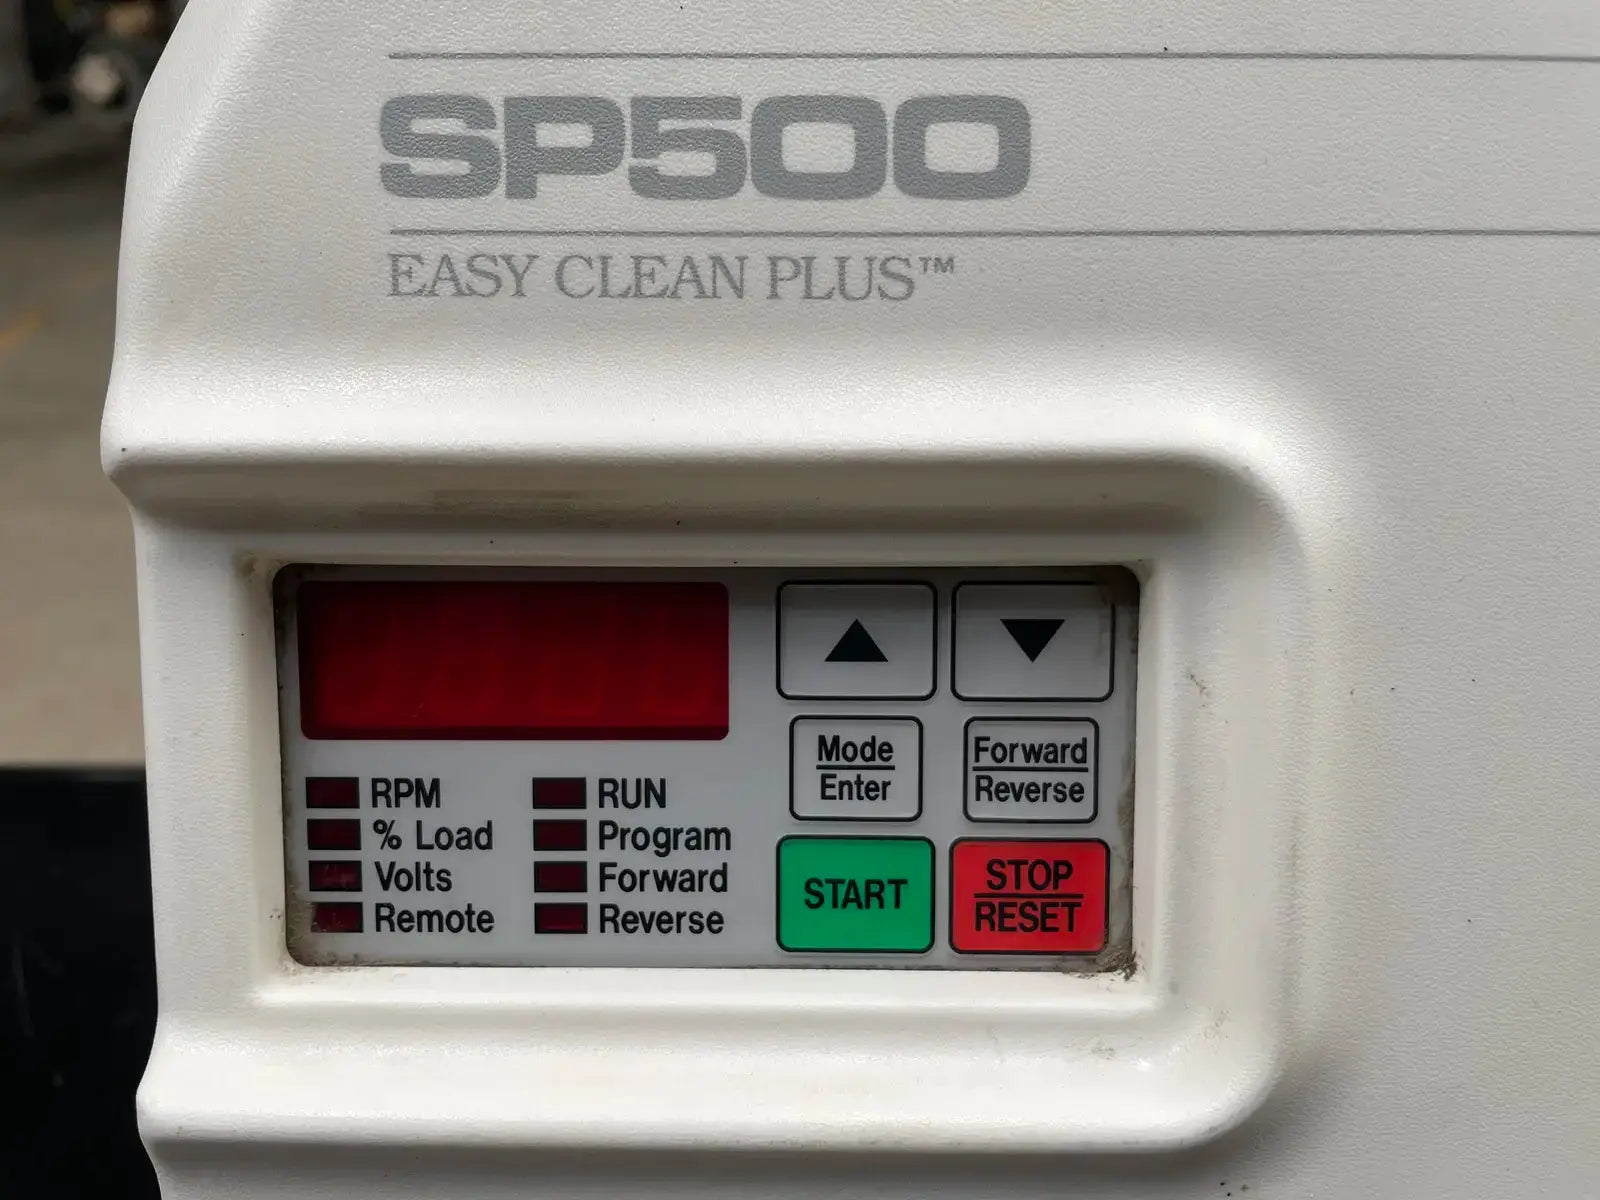 SP500
EASY CLEAN PLUS™
RPM
% Load
Volts
Remote
RUN
Program
Forward
Reverse
Mode
Enter
Forward
Reverse
START
STOP
RESET